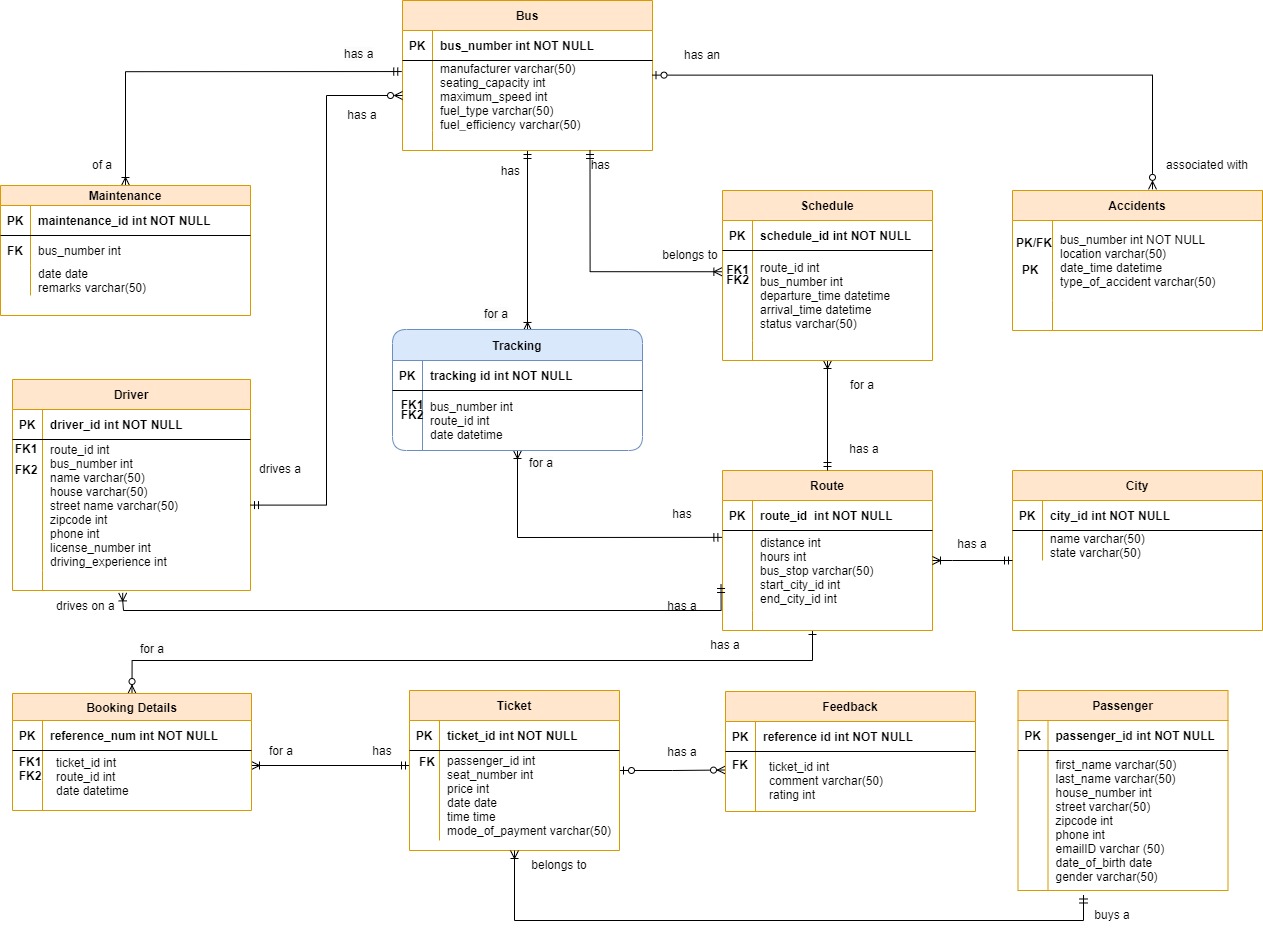 Bus
PK bus_number int NOT NULL
manufacturer varchar(50)
seating_capacity int
maximum_speed int
fuel_type varchar(50)
fuel_efficiency varchar(50)
has a
has a
has an
of a
has
has
associated with
Maintenance
PK maintenance_id int NOT NULL
FK bus_number int
date date
remarks varchar(50)
Schedule
PK schedule_id int NOT NULL
FK1 route_id int
FK2 bus_number int
departure_time datetime
arrival_time datetime
status varchar(50)
belongs to
Accidents
PK/FK bus_number int NOT NULL
location varchar(50)
PK date_time datetime
type_of_accident varchar(50)
for a
Tracking
PK tracking id int NOT NULL
FK1 bus_number int
FK2 route_id int
date datetime
for a
for a
has a
Driver
PK driver_id int NOT NULL
FK1 route_id int
bus_number int
FK2
name varchar(50)
house varchar(50)
street name varchar(50)
zipcode int
phone int
license_number int
driving_experience int
drives a
has
Route
PK route_id int NOT NULL
distance int
hours int
bus_stop varchar(50)
start_city_id int
end_city_id int
has a
City
PK city_id int NOT NULL
name varchar(50)
state varchar(50)
drives on a
has a
for a
has a
Booking Details
PK reference_num int NOT NULL
FK1 ticket_id int
FK2 route_id int
date datetime
for a
has
Ticket
PK ticket_id int NOT NULL
FK passenger_id int
seat_number int
price int
date date
time time
mode_of_payment varchar(50)
has a
Feedback
PK reference id int NOT NULL
FK ticket_id int
comment varchar(50)
rating int
Passenger
PK passenger_id int NOT NULL
first_name varchar(50)
last_name varchar(50)
house_number int
street varchar(50)
zipcode int
phone int
emailID varchar (50)
date_of_birth date
gender varchar(50)
belongs to
buys a